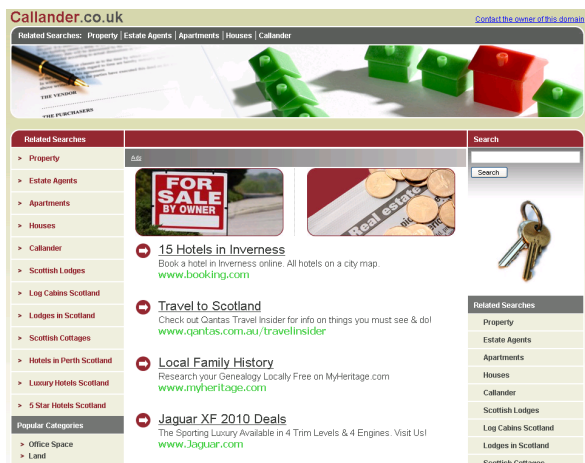 Callander.co.uk
Contact the owner of this domain
Related Searches: Property | Estate Agents | Apartments | Houses | Callander
THE VENDOR
THE PURCHASERS
Related Searches
> Property
> Estate Agents
> Apartments
> Houses
> Callander
> Scottish Lodges
> Log Cabins Scotland
> Lodges in Scotland
> Scottish Cottages
> Hotels in Perth Scotland
> Luxury Hotels Scotland
> 5 Star Hotels Scotland
Popular Categories
> Office Space
> Land
Ads
FOR
SALE
BY OWNER
Real estate
15 Hotels in Inverness
Book a hotel in Inverness online. All hotels on a city map.
www.booking.com
Travel to Scotland
Check out Qantas Travel Insider for info on things you must see & do!
www.qantas.com.au/travelinsider
Local Family History
Research your Genealogy Locally Free on MyHeritage.com
www.myheritage.com
Jaguar XF 2010 Deals
The Sporting Luxury Available in 4 Trim Levels & 4 Engines. Visit Us!
www.Jaguar.com
Search
Search
Related Searches
Property
Estate Agents
Apartments
Houses
Callander
Scottish Lodges
Log Cabins Scotland
Lodges in Scotland
Scottish Cottages